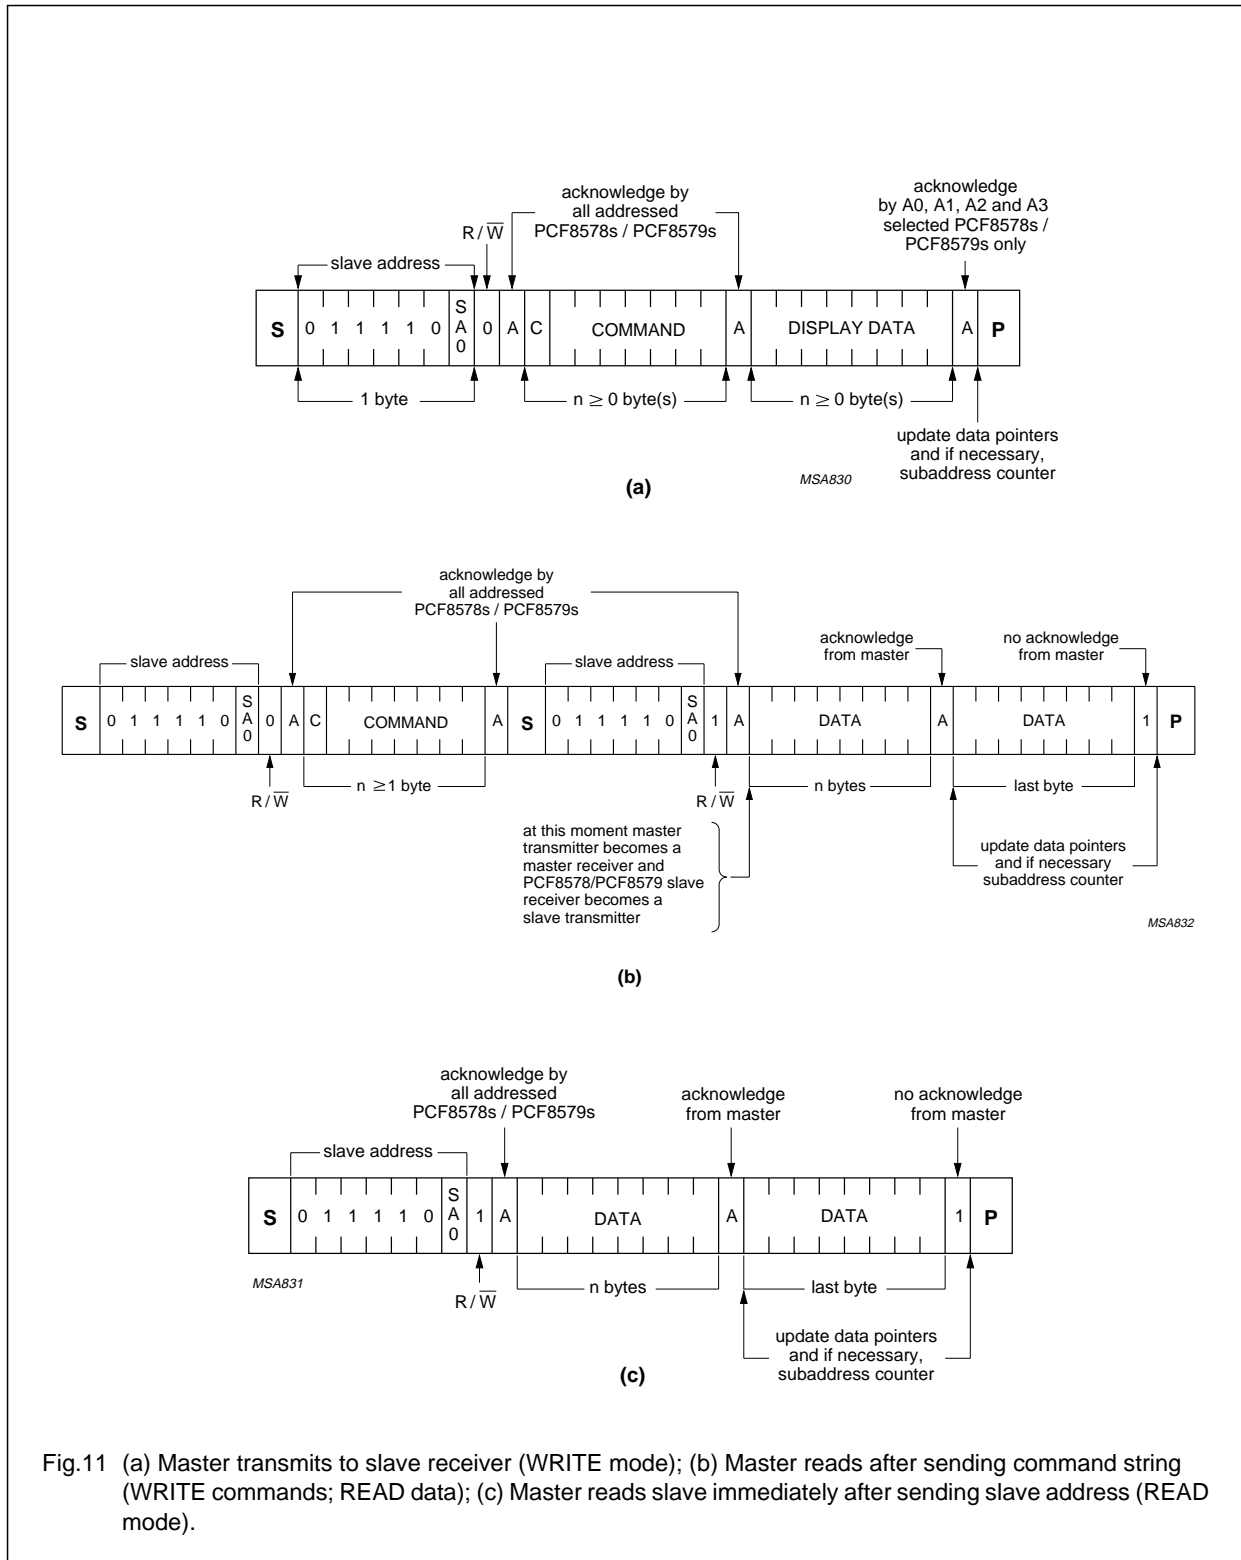 acknowledge by
all addressed
PCF8578s / PCF8579s
acknowledge
by A0, A1, A2 and A3
selected PCF8578s /
PCF8579s only
R / W
slave address
S 0 1 1 1 1 0 S A 0 0 A C COMMAND A DISPLAY DATA A P
1 byte n ≥ 0 byte(s) n ≥ 0 byte(s)
update data pointers
and if necessary,
subaddress counter
(a) MSA830
acknowledge by
all addressed
PCF8578s / PCF8579s
acknowledge
from master
no acknowledge
from master
slave address slave address
S 0 1 1 1 1 0 S A 0 0 A C COMMAND A S 0 1 1 1 1 0 S A 0 1 A DATA A DATA 1 P
R / W n ≥ 1 byte R / W n bytes last byte
at this moment master
transmitter becomes a
master receiver and
PCF8578/PCF8579 slave
receiver becomes a
slave transmitter
update data pointers
and if necessary
subaddress counter
MSA832
(b)
acknowledge by
all addressed
PCF8578s / PCF8579s
acknowledge
from master
no acknowledge
from master
slave address
S 0 1 1 1 1 0 S A 0 1 A DATA A DATA 1 P
MSA831
R / W n bytes last byte
update data pointers
and if necessary,
subaddress counter
(c)
Fig.11 (a) Master transmits to slave receiver (WRITE mode); (b) Master reads after sending command string
(WRITE commands; READ data); (c) Master reads slave immediately after sending slave address (READ
mode).